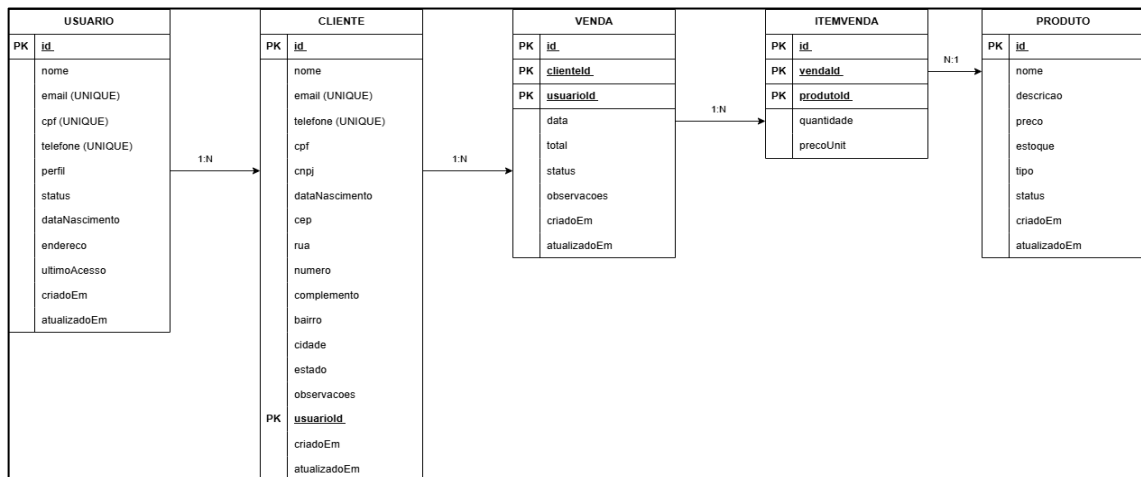 USUARIO
PK id
nome
email (UNIQUE)
cpf (UNIQUE)
telefone (UNIQUE)
perfil
status
dataNascimento
endereco
ultimoAcesso
criadoEm
atualizadoEm
1:N
CLIENTE
PK id
nome
email (UNIQUE)
telefone (UNIQUE)
cpf
cnpj
dataNascimento
cep
rua
numero
complemento
bairro
cidade
estado
observacoes
PK usuarioId
criadoEm
atualizadoEm
1:N
VENDA
PK id
PK clienteId
PK usuarioId
data
total
status
observacoes
criadoEm
atualizadoEm
1:N
ITEMVENDA
PK id
PK vendaId
PK produtoId
quantidade
precoUnit
N:1
PRODUTO
PK id
nome
descricao
preco
estoque
tipo
status
criadoEm
atualizadoEm